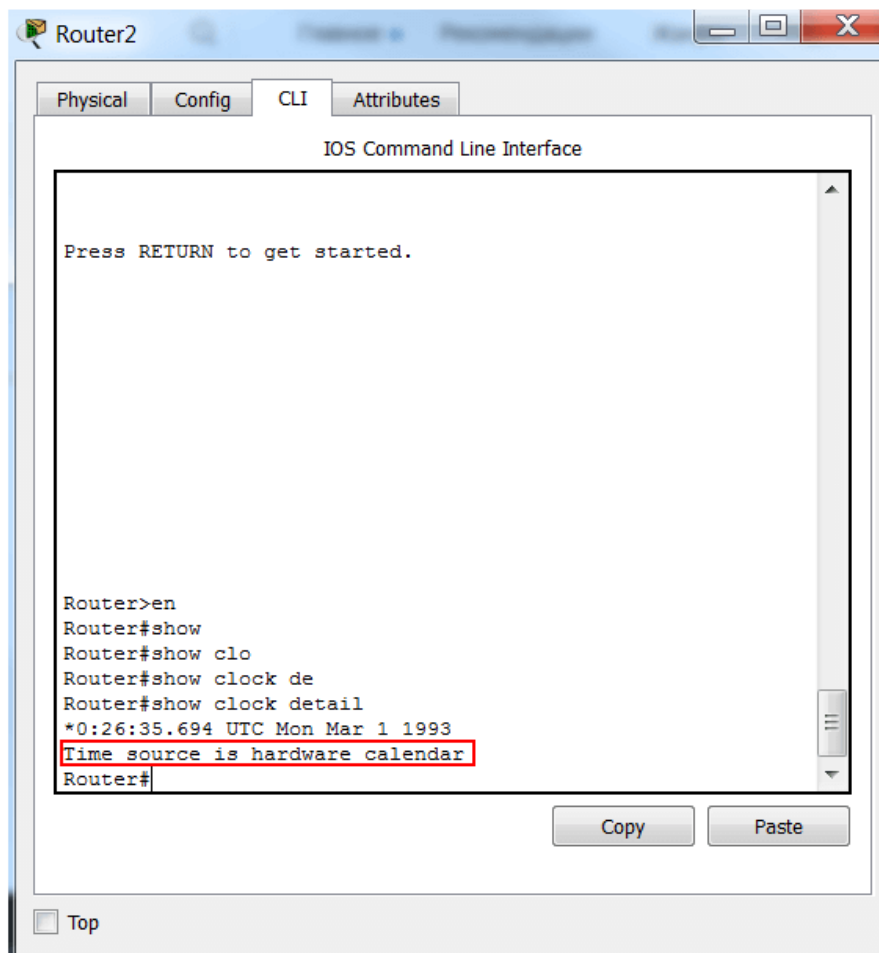 Router2
Physical Config CLI Attributes
IOS Command Line Interface
Press RETURN to get started.
Router>en
Router#show
Router#show clo
Router#show clock de
Router#show clock detail
*0:26:35.694 UTC Mon Mar 1 1993
Time source is hardware calendar
Router#
Copy Paste
Top